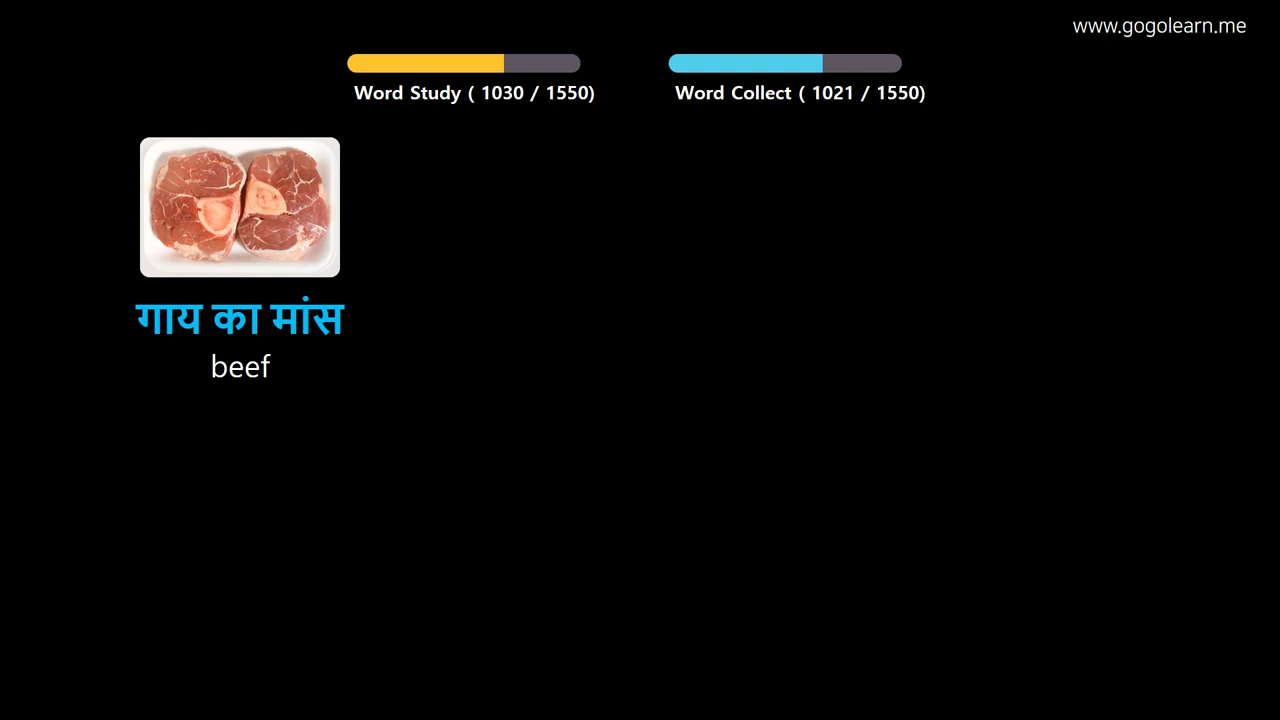 www.gogolearn.me
Word Study ( 1030 / 1550)
Word Collect ( 1021 / 1550)
गाय का मांस
beef